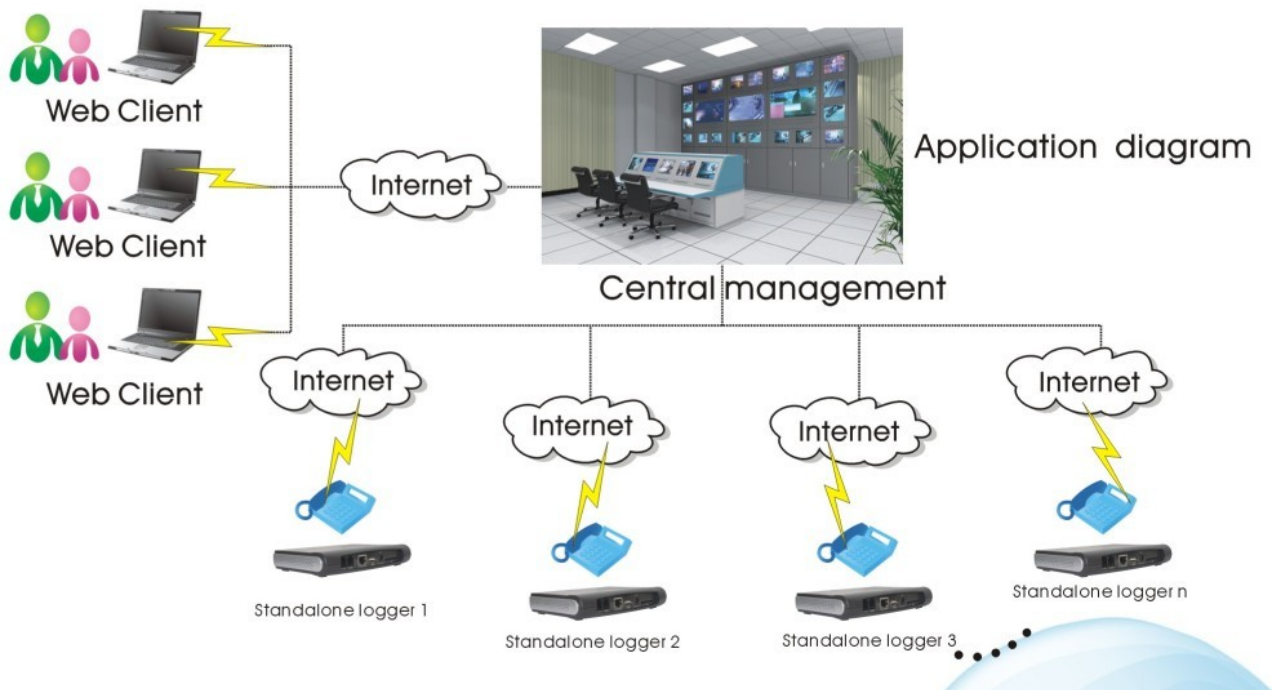 Web Client
Internet
Application diagram
Web Client
Central management
Web Client
Internet
Internet
Internet
Internet
Standalone logger 1
Standalone logger 2
Standalone logger 3
Standalone logger n